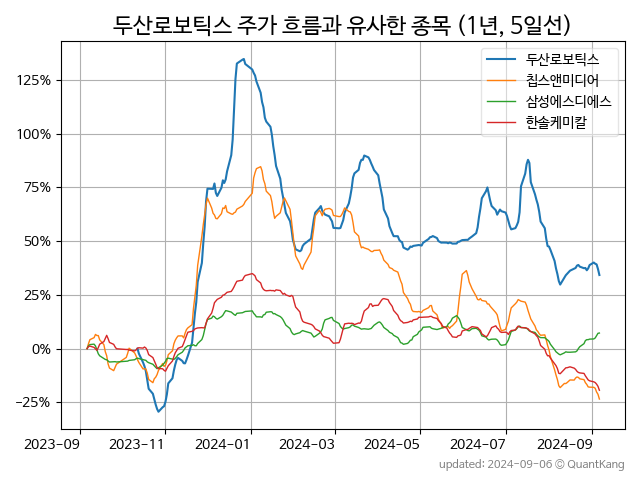 두산로보틱스 주가 흐름과 유사한 종목 (1년, 5일선)
두산로보틱스
칩스앤미디어
삼성에스디에스
한솔케미칼
125%
100%
75%
50%
25%
0%
−25%
2023-09 2023-11 2024-01 2024-03 2024-05 2024-07 2024-09
updated: 2024-09-06 © QuantKang